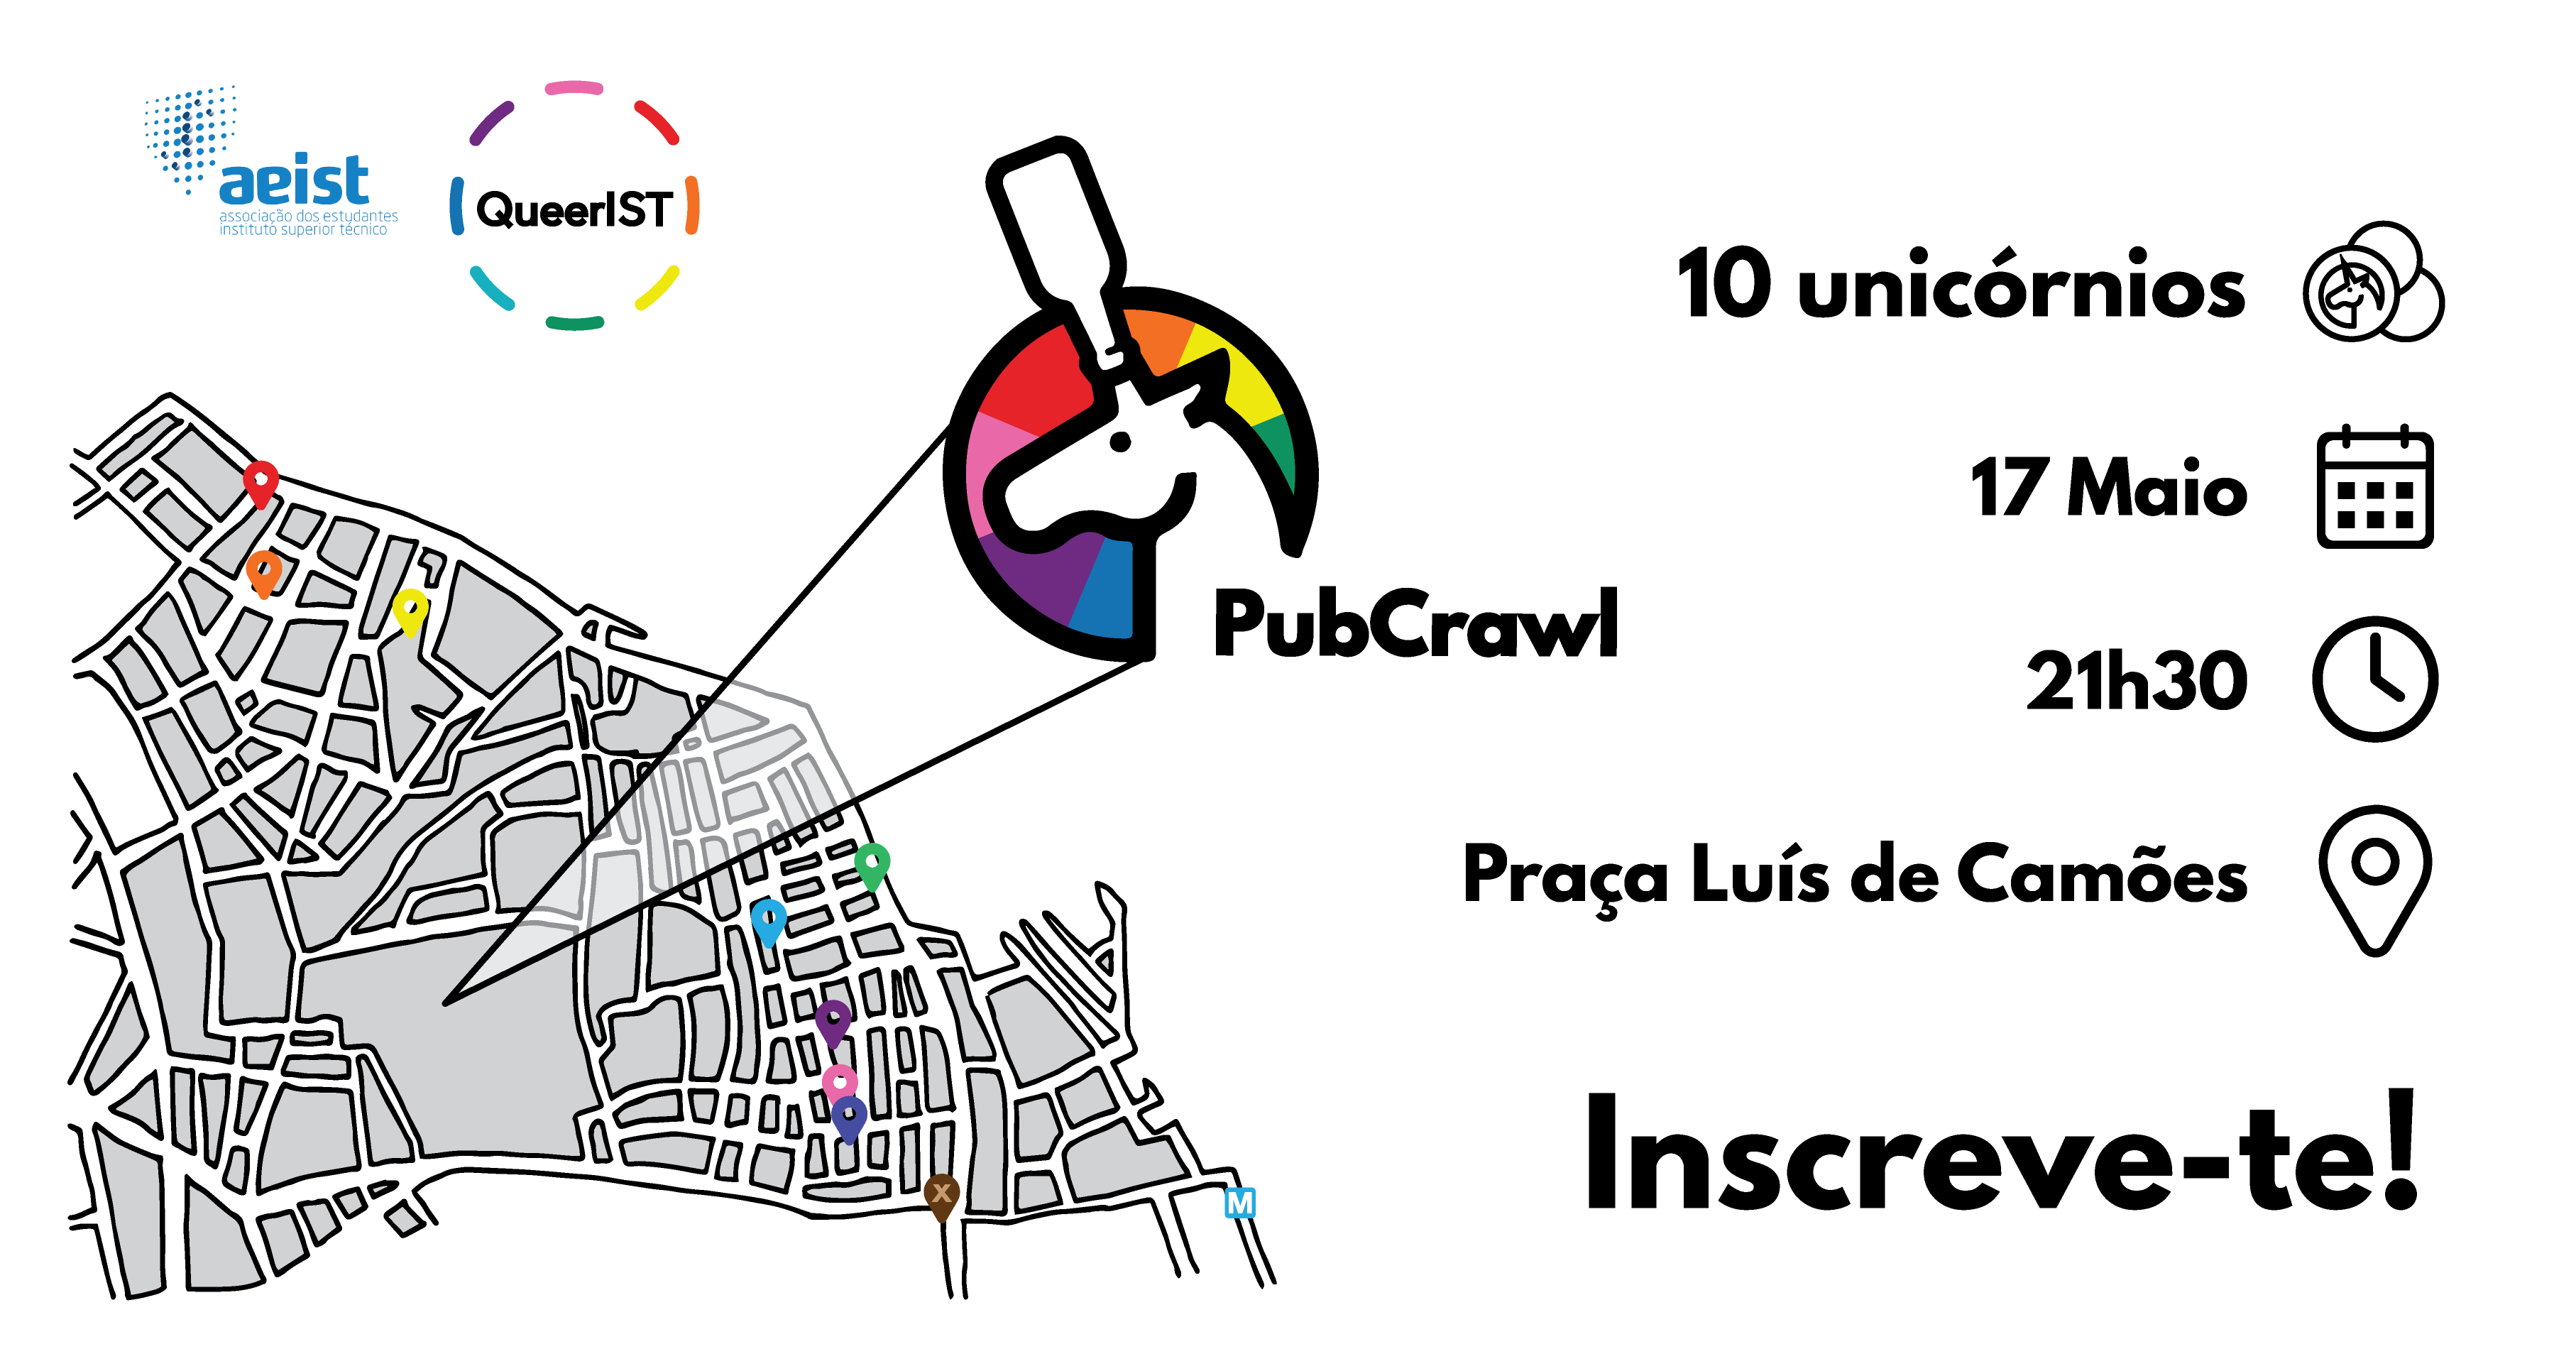 aeist
associação dos estudantes
instituto superior técnico
QueerIST
PubCrawl
10 unicórnios
17 Maio
21h30
Praça Luís de Camões
Inscreve-te!
X
M